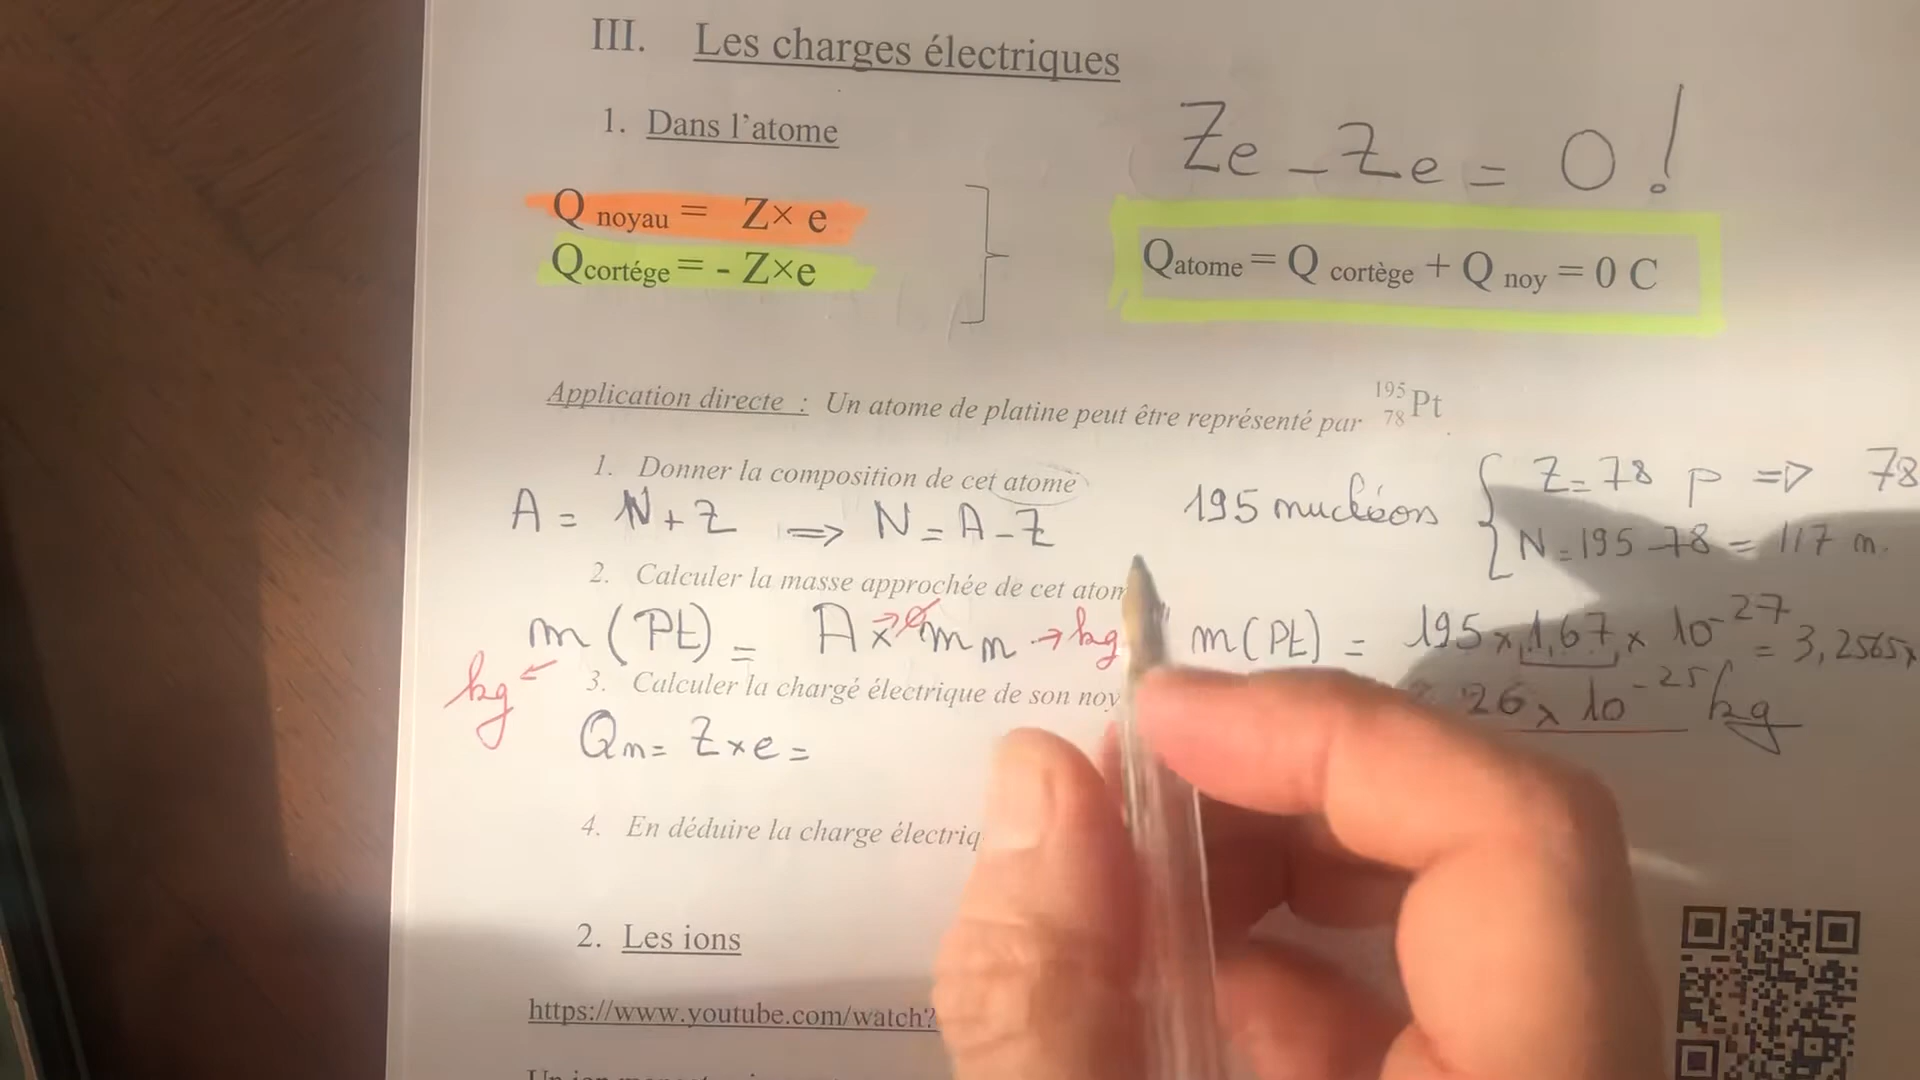 III. Les charges électriques
1. Dans l'atome
Ze - Ze = 0 !
Q noyau = Z× e
Qcortége = - Z×e
Qatome = Q cortège + Q noy = 0 C
Application directe : Un atome de platine peut être représenté par 195 78 Pt
1. Donner la composition de cet atome
A = N + Z => N = A - Z
195 nucléons { Z = 78 p => 78
N = 195 - 78 = 117 n.
2. Calculer la masse approchée de cet atom
m (Pt) = A × m n → kg
m(Pt) = 195 × 1,67 × 10-27 = 3,2565×
kg ←
26 × 10-25 kg
3. Calculer la chargé électrique de son noy
Qn = Z × e =
4. En déduire la charge électriq
2. Les ions
https://www.youtube.com/watch?